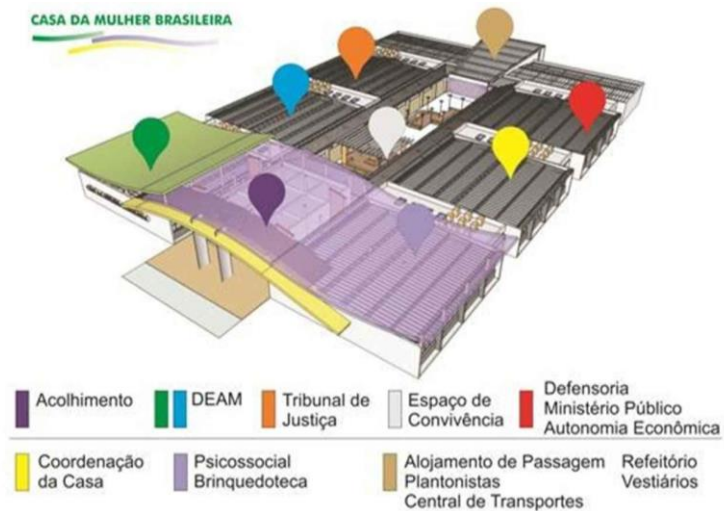 CASA DA MULHER BRASILEIRA
Acolhimento
DEAM
Tribunal de
Justiça
Espaço de
Convivência
Defensoria
Ministério Público
Autonomia Econômica
Coordenação
da Casa
Psicossocial
Brinquedoteca
Alojamento de Passagem
Plantonistas
Central de Transportes
Refeitório
Vestiários